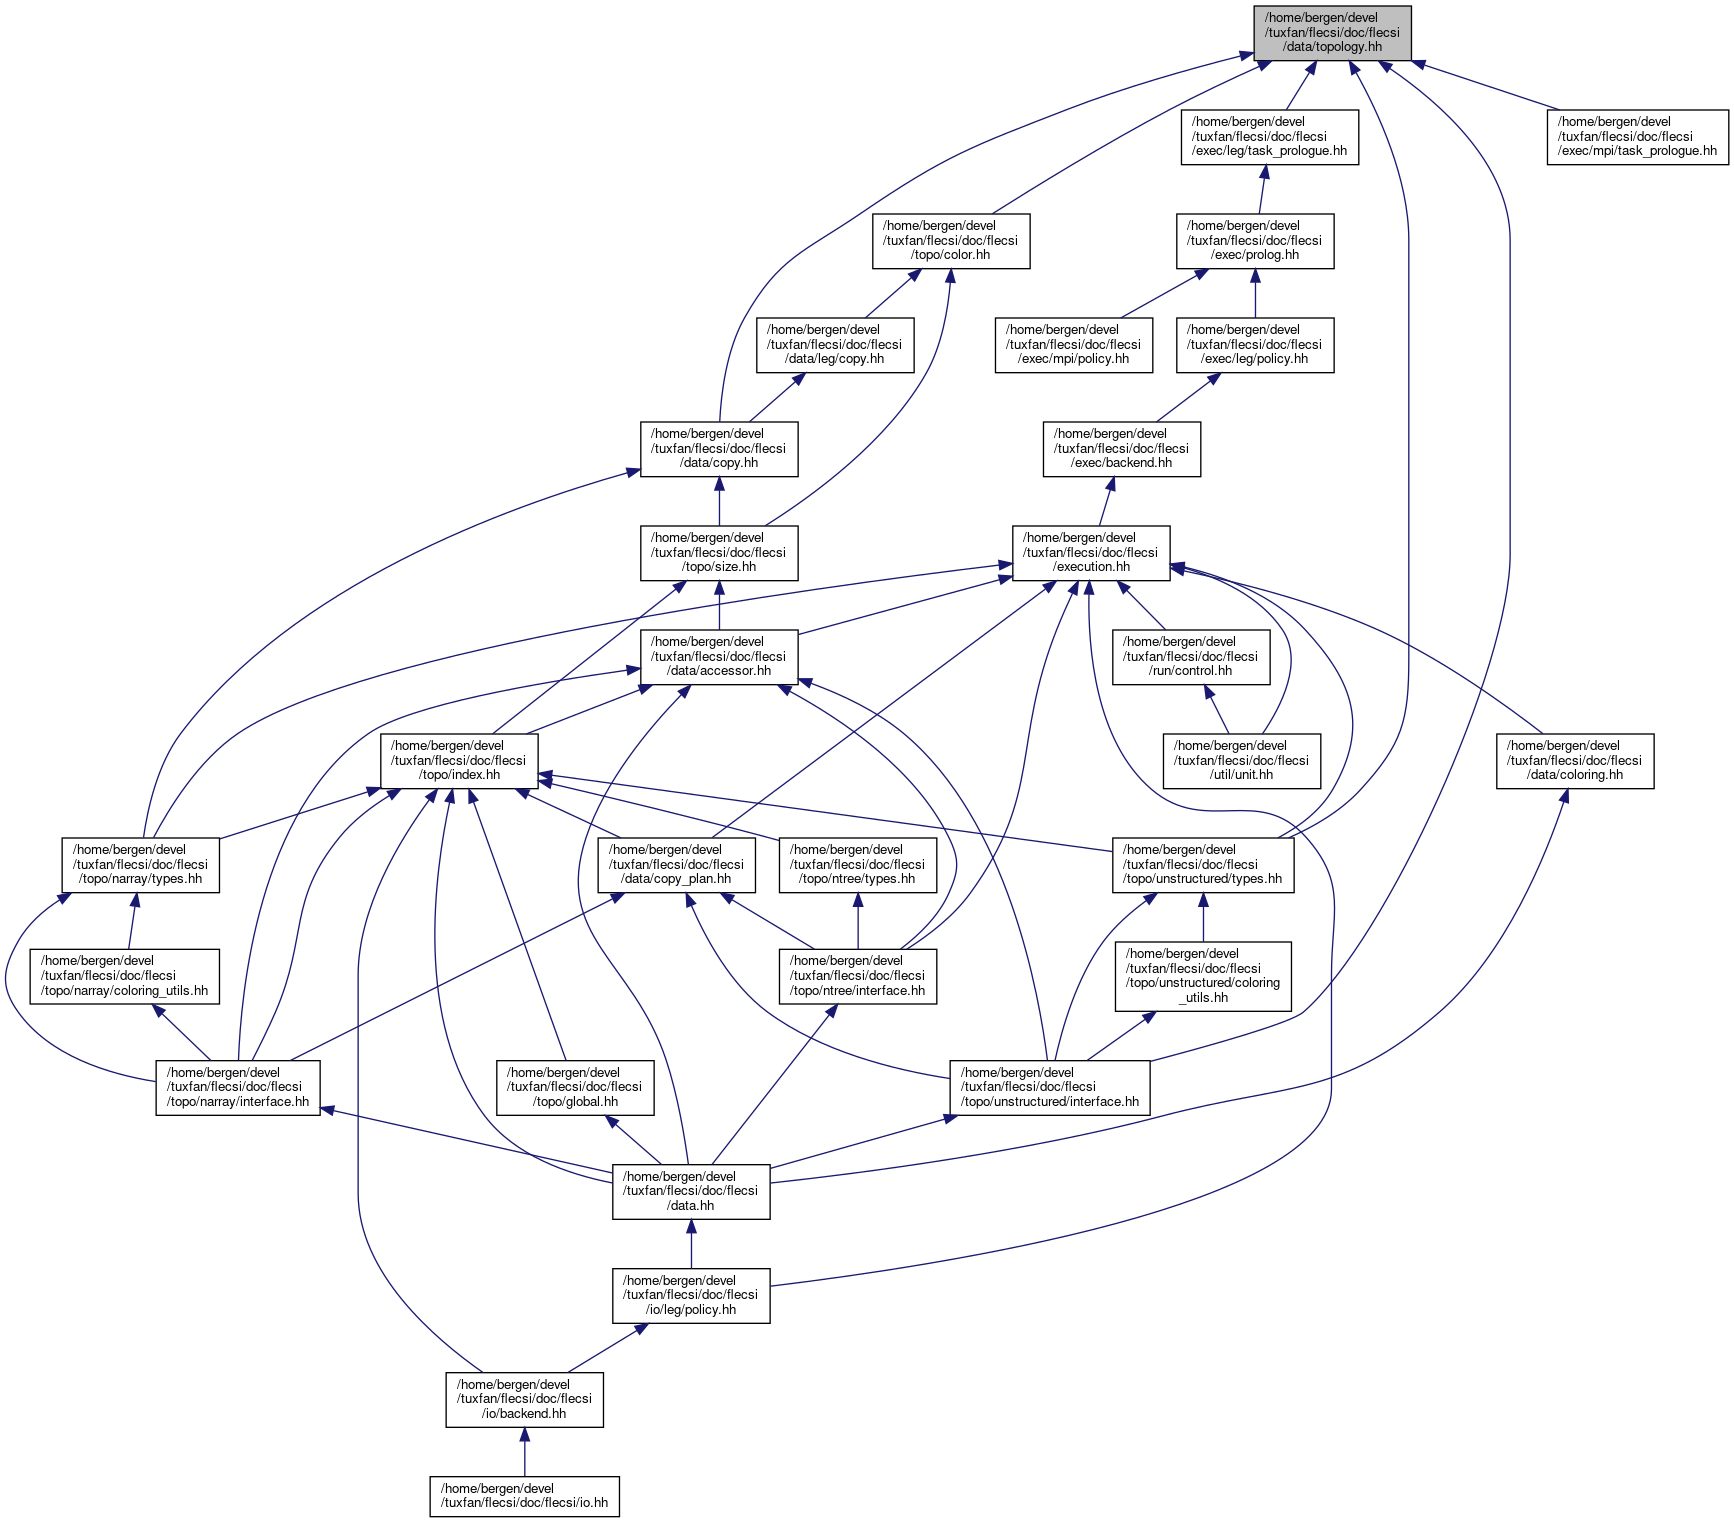 /home/bergen/devel
/tuxfan/flecsi/doc/flecsi
/data/topology.hh
/home/bergen/devel
/tuxfan/flecsi/doc/flecsi
/exec/leg/task_prologue.hh
/home/bergen/devel
/tuxfan/flecsi/doc/flecsi
/exec/mpi/task_prologue.hh
/home/bergen/devel
/tuxfan/flecsi/doc/flecsi
/topo/color.hh
/home/bergen/devel
/tuxfan/flecsi/doc/flecsi
/exec/prolog.hh
/home/bergen/devel
/tuxfan/flecsi/doc/flecsi
/data/leg/copy.hh
/home/bergen/devel
/tuxfan/flecsi/doc/flecsi
/exec/mpi/policy.hh
/home/bergen/devel
/tuxfan/flecsi/doc/flecsi
/exec/leg/policy.hh
/home/bergen/devel
/tuxfan/flecsi/doc/flecsi
/data/copy.hh
/home/bergen/devel
/tuxfan/flecsi/doc/flecsi
/exec/backend.hh
/home/bergen/devel
/tuxfan/flecsi/doc/flecsi
/topo/size.hh
/home/bergen/devel
/tuxfan/flecsi/doc/flecsi
/execution.hh
/home/bergen/devel
/tuxfan/flecsi/doc/flecsi
/data/accessor.hh
/home/bergen/devel
/tuxfan/flecsi/doc/flecsi
/run/control.hh
/home/bergen/devel
/tuxfan/flecsi/doc/flecsi
/topo/index.hh
/home/bergen/devel
/tuxfan/flecsi/doc/flecsi
/util/unit.hh
/home/bergen/devel
/tuxfan/flecsi/doc/flecsi
/data/coloring.hh
/home/bergen/devel
/tuxfan/flecsi/doc/flecsi
/topo/narray/types.hh
/home/bergen/devel
/tuxfan/flecsi/doc/flecsi
/data/copy_plan.hh
/home/bergen/devel
/tuxfan/flecsi/doc/flecsi
/topo/ntree/types.hh
/home/bergen/devel
/tuxfan/flecsi/doc/flecsi
/topo/unstructured/types.hh
/home/bergen/devel
/tuxfan/flecsi/doc/flecsi
/topo/narray/coloring_utils.hh
/home/bergen/devel
/tuxfan/flecsi/doc/flecsi
/topo/ntree/interface.hh
/home/bergen/devel
/tuxfan/flecsi/doc/flecsi
/topo/unstructured/coloring
_utils.hh
/home/bergen/devel
/tuxfan/flecsi/doc/flecsi
/topo/narray/interface.hh
/home/bergen/devel
/tuxfan/flecsi/doc/flecsi
/topo/global.hh
/home/bergen/devel
/tuxfan/flecsi/doc/flecsi
/topo/unstructured/interface.hh
/home/bergen/devel
/tuxfan/flecsi/doc/flecsi
/data.hh
/home/bergen/devel
/tuxfan/flecsi/doc/flecsi
/io/leg/policy.hh
/home/bergen/devel
/tuxfan/flecsi/doc/flecsi
/io/backend.hh
/home/bergen/devel
/tuxfan/flecsi/doc/flecsi/io.hh